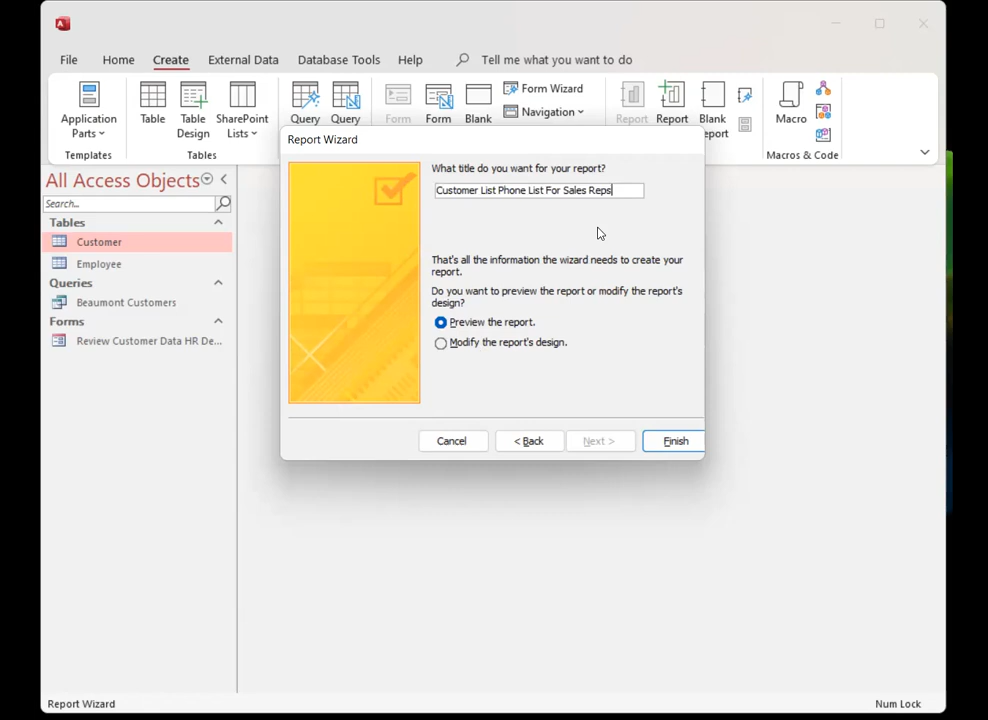 File Home Create External Data Database Tools Help Tell me what you want to do
Application Parts
Table
Table Design
SharePoint Lists
Query
Query
Form
Form
Blank
Form Wizard
Navigation
Report
Report
Blank
eport
Macro
Templates
Tables
Macros & Code
Report Wizard
All Access Objects
Search...
Tables
Customer
Employee
Queries
Beaumont Customers
Forms
Review Customer Data HR De...
What title do you want for your report?
Customer List Phone List For Sales Reps
That's all the information the wizard needs to create your
report.
Do you want to preview the report or modify the report's
design?
Preview the report.
Modify the report's design.
Cancel < Back Next > Finish
Report Wizard Num Lock